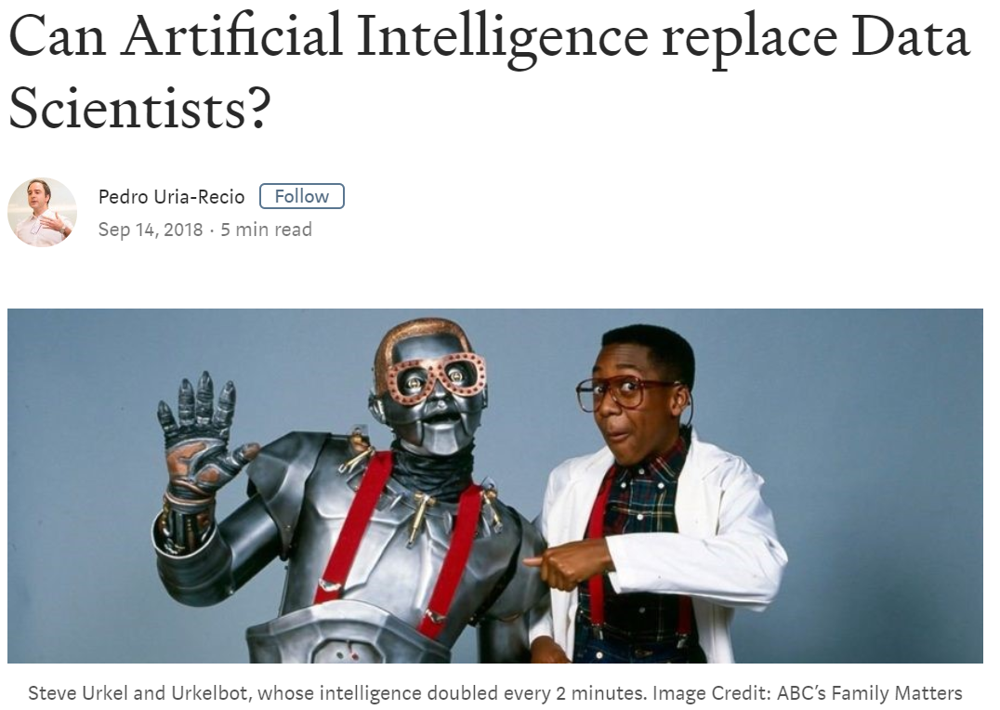 Can Artificial Intelligence replace Data
Scientists?
Pedro Uria-Recio Follow
Sep 14, 2018 · 5 min read
Steve Urkel and Urkelbot, whose intelligence doubled every 2 minutes. Image Credit: ABC’s Family Matters